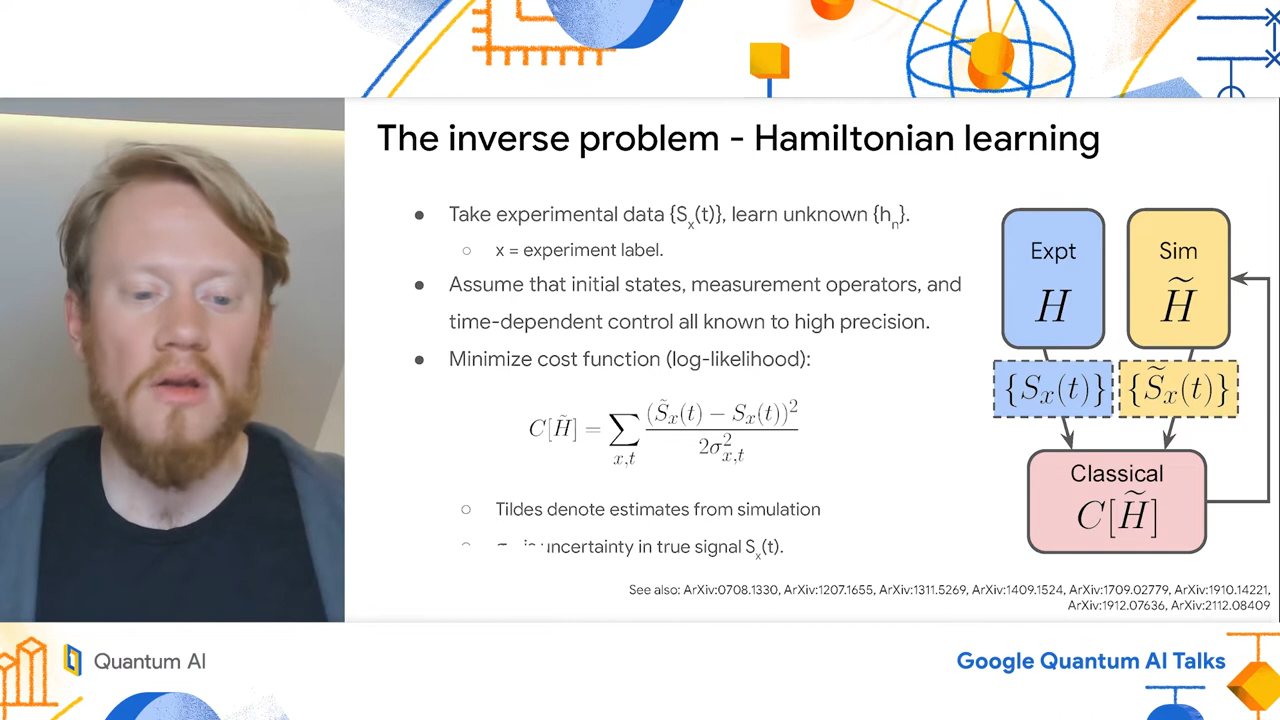 The inverse problem - Hamiltonian learning
● Take experimental data {Sₓ(t)}, learn unknown {hₙ}.
○ x = experiment label.
● Assume that initial states, measurement operators, and
time-dependent control all known to high precision.
● Minimize cost function (log-likelihood):
C[H̃] = ∑_{x,t} (S̃ₓ(t) − Sₓ(t))² / 2σ²_{x,t}
○ Tildes denote estimates from simulation
uncertainty in true signal Sₓ(t).
Expt
H
Sim
H̃
{Sₓ(t)}
{S̃ₓ(t)}
Classical
C[H̃]
See also: ArXiv:0708.1330, ArXiv:1207.1655, ArXiv:1311.5269, ArXiv:1409.1524, ArXiv:1709.02779, ArXiv:1910.14221,
ArXiv:1912.07636, ArXiv:2112.08409
Quantum AI
Google Quantum AI Talks